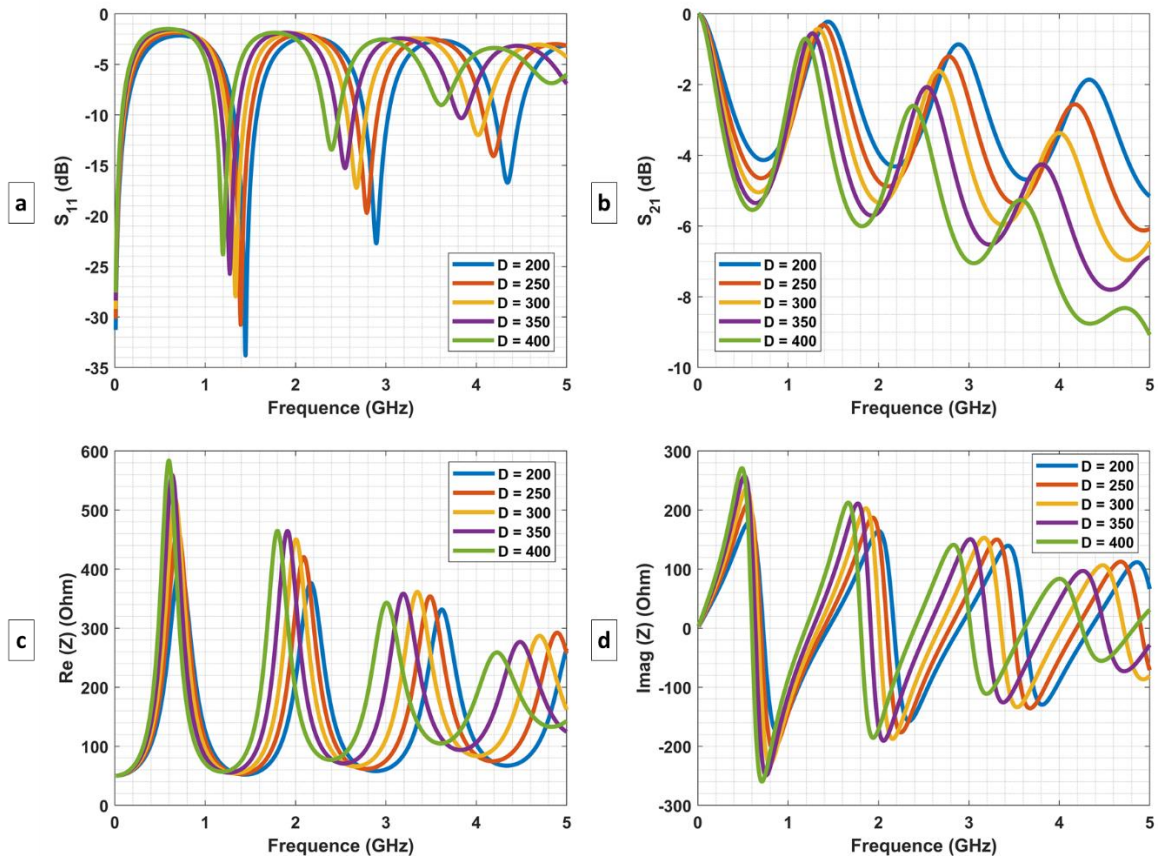 a
S11 (dB)
0
-5
-10
-15
-20
-25
-30
-35
0 1 2 3 4 5
Frequence (GHz)
D = 200
D = 250
D = 300
D = 350
D = 400
b
S21 (dB)
0
-2
-4
-6
-8
-10
0 1 2 3 4 5
Frequence (GHz)
D = 200
D = 250
D = 300
D = 350
D = 400
c
Re (Z) (Ohm)
600
500
400
300
200
100
0
0 1 2 3 4 5
Frequence (GHz)
D = 200
D = 250
D = 300
D = 350
D = 400
d
Imag (Z) (Ohm)
300
200
100
0
-100
-200
-300
0 1 2 3 4 5
Frequence (GHz)
D = 200
D = 250
D = 300
D = 350
D = 400